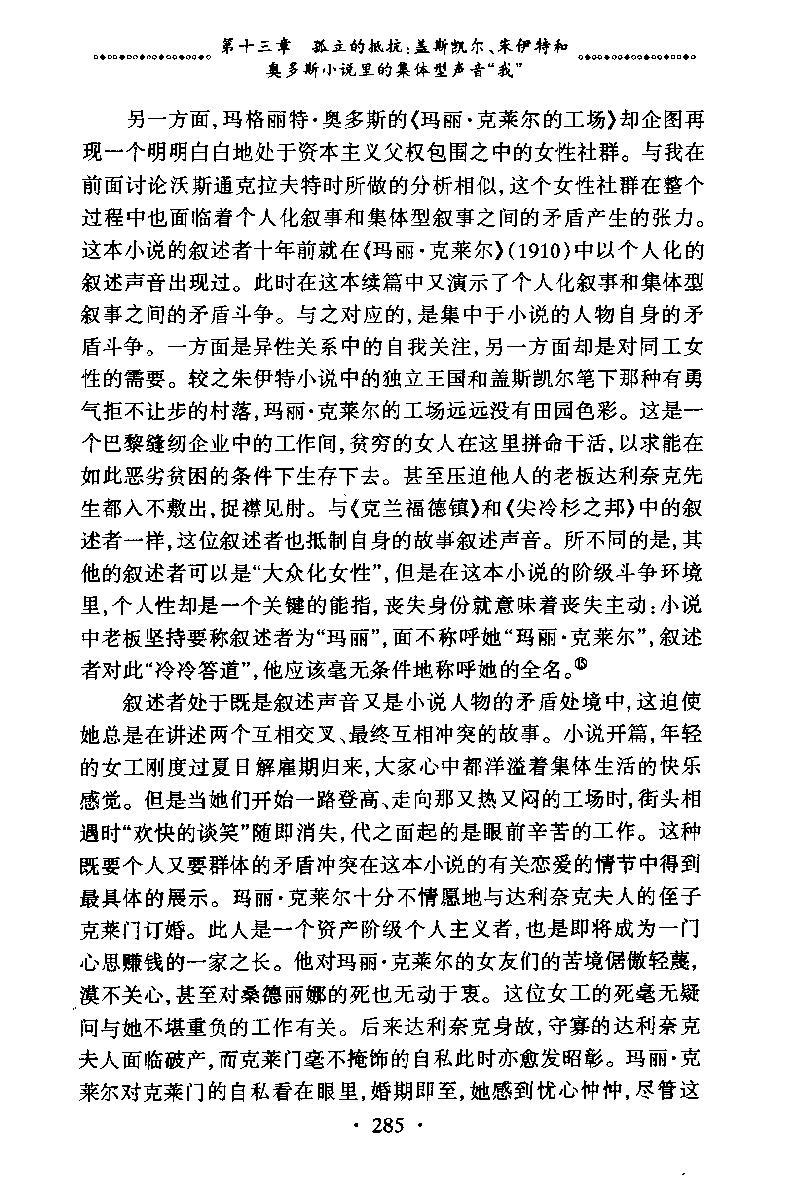 第十三章　孤立的抵抗:盖斯凯尔、朱伊特和
奥多斯小说里的集体型声音“我”
另一方面,玛格丽特·奥多斯的《玛丽·克莱尔的工场》却企图再
现一个明明白白地处于资本主义父权包围之中的女性社群。与我在
前面讨论沃斯通克拉夫特时所做的分析相似,这个女性社群在整个
过程中也面临着个人化叙事和集体型叙事之间的矛盾产生的张力。
这本小说的叙述者十年前就在《玛丽·克莱尔》(1910)中以个人化的
叙述声音出现过。此时在这本续篇中又演示了个人化叙事和集体型
叙事之间的矛盾斗争。与之对应的,是集中于小说的人物自身的矛
盾斗争。一方面是异性关系中的自我关注,另一方面却是对同工女
性的需要。较之朱伊特小说中的独立王国和盖斯凯尔笔下那种有勇
气拒不让步的村落,玛丽·克莱尔的工场远远没有田园色彩。这是一
个巴黎缝纫企业中的工作间,贫穷的女人在这里拼命干活,以求能在
如此恶劣贫困的条件下生存下去。甚至压迫他人的老板达利奈克先
生都入不敷出,捉襟见肘。与《克兰福德镇》和《尖冷杉之邦》中的叙
述者一样,这位叙述者也抵制自身的故事叙述声音。所不同的是,其
他的叙述者可以是“大众化女性”,但是在这本小说的阶级斗争环境
里,个人性却是一个关键的能指,丧失身份就意味着丧失主动:小说
中老板坚持要称叙述者为“玛丽”,面不称呼她“玛丽·克莱尔”,叙述
者对此“冷冷答道”,他应该毫无条件地称呼她的全名。⑮
叙述者处于既是叙述声音又是小说人物的矛盾处境中,这迫使
她总是在讲述两个互相交叉、最终互相冲突的故事。小说开篇,年轻
的女工刚度过夏日解雇期归来,大家心中都洋溢着集体生活的快乐
感觉。但是当她们开始一路登高、走向那又热又闷的工场时,街头相
遇时“欢快的谈笑”随即消失,代之面起的是眼前辛苦的工作。这种
既要个人又要群体的矛盾冲突在这本小说的有关恋爱的情节中得到
最具体的展示。玛丽·克莱尔十分不情愿地与达利奈克夫人的侄子
克莱门订婚。此人是一个资产阶级个人主义者,也是即将成为一门
心思赚钱的一家之长。他对玛丽·克莱尔的女友们的苦境倨傲轻蔑,
漠不关心,甚至对桑德丽娜的死也无动于衷。这位女工的死毫无疑
问与她不堪重负的工作有关。后来达利奈克身故,守寡的达利奈克
夫人面临破产,而克莱门毫不掩饰的自私此时亦愈发昭彰。玛丽·克
莱尔对克莱门的自私看在眼里,婚期即至,她感到忧心忡忡,尽管这
· 285 ·